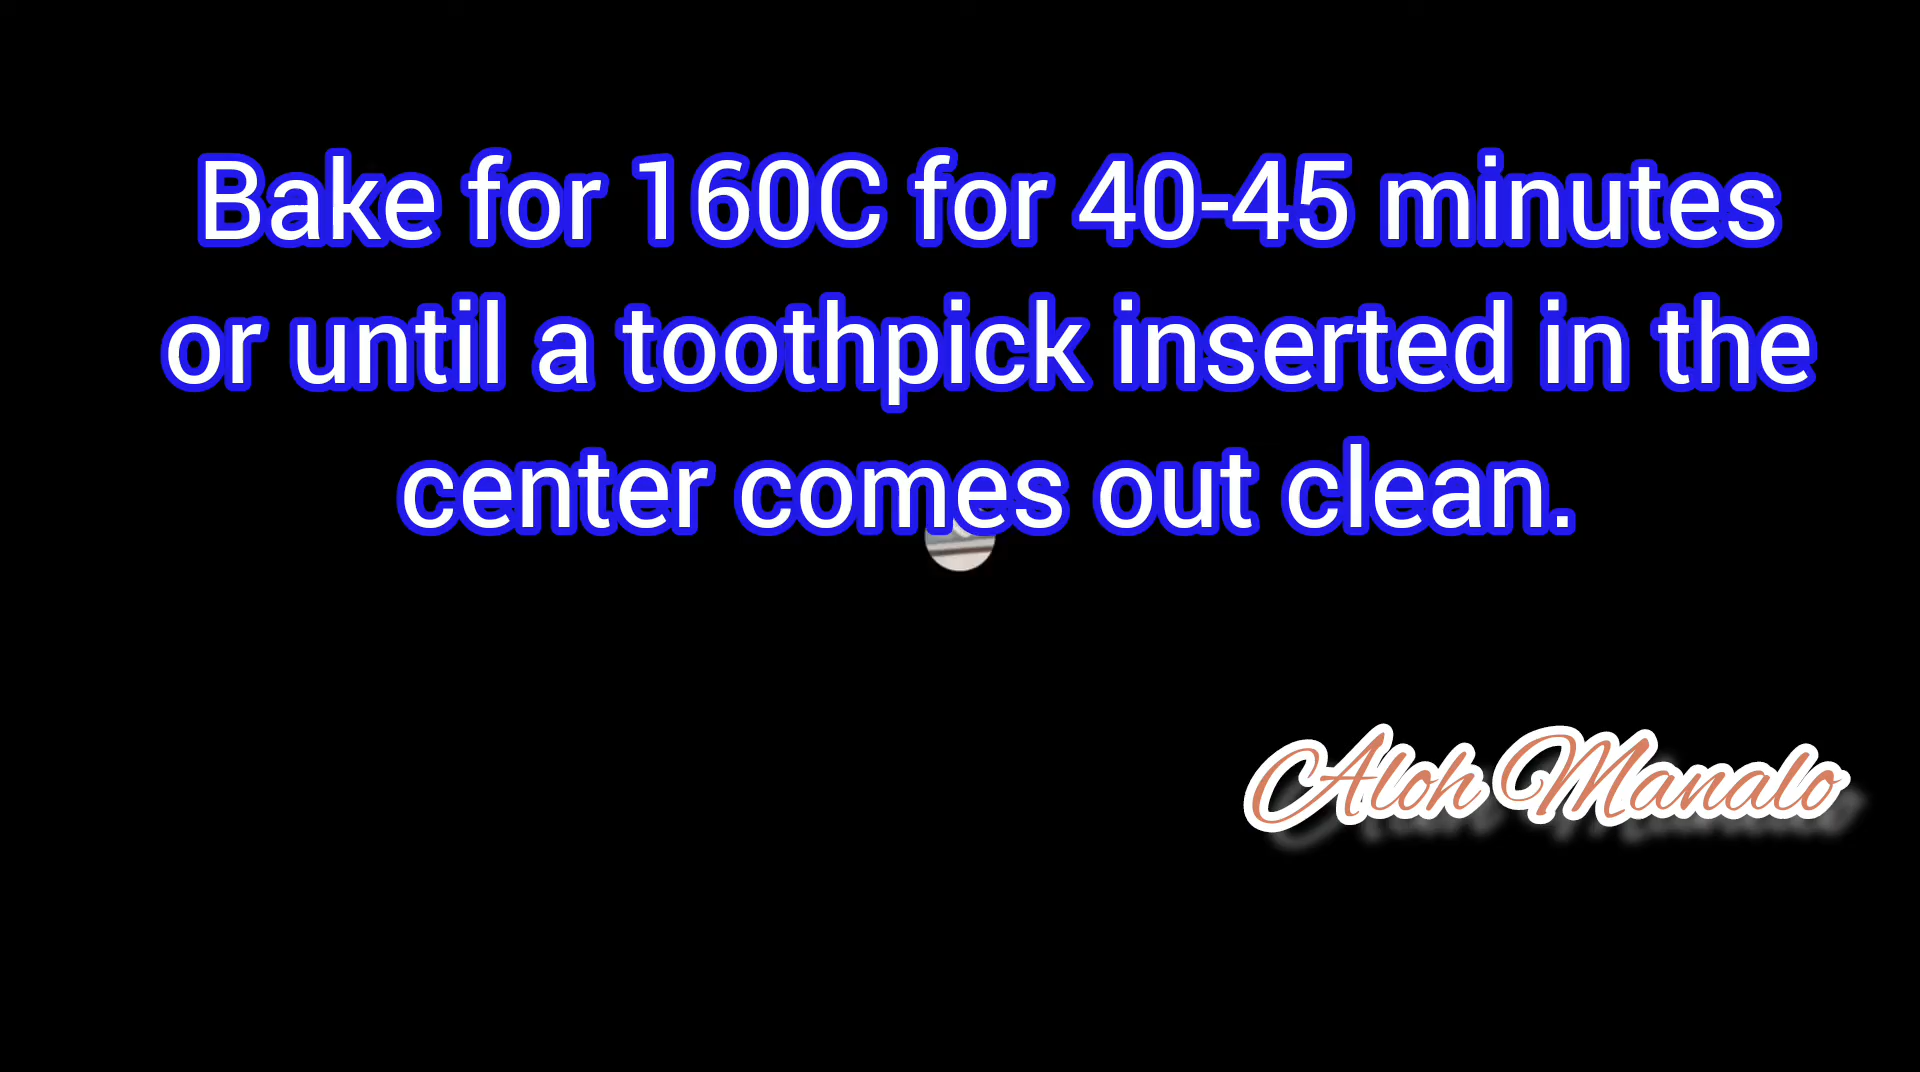 Bake for 160C for 40-45 minutes
or until a toothpick inserted in the
center comes out clean.
Aloh Manalo